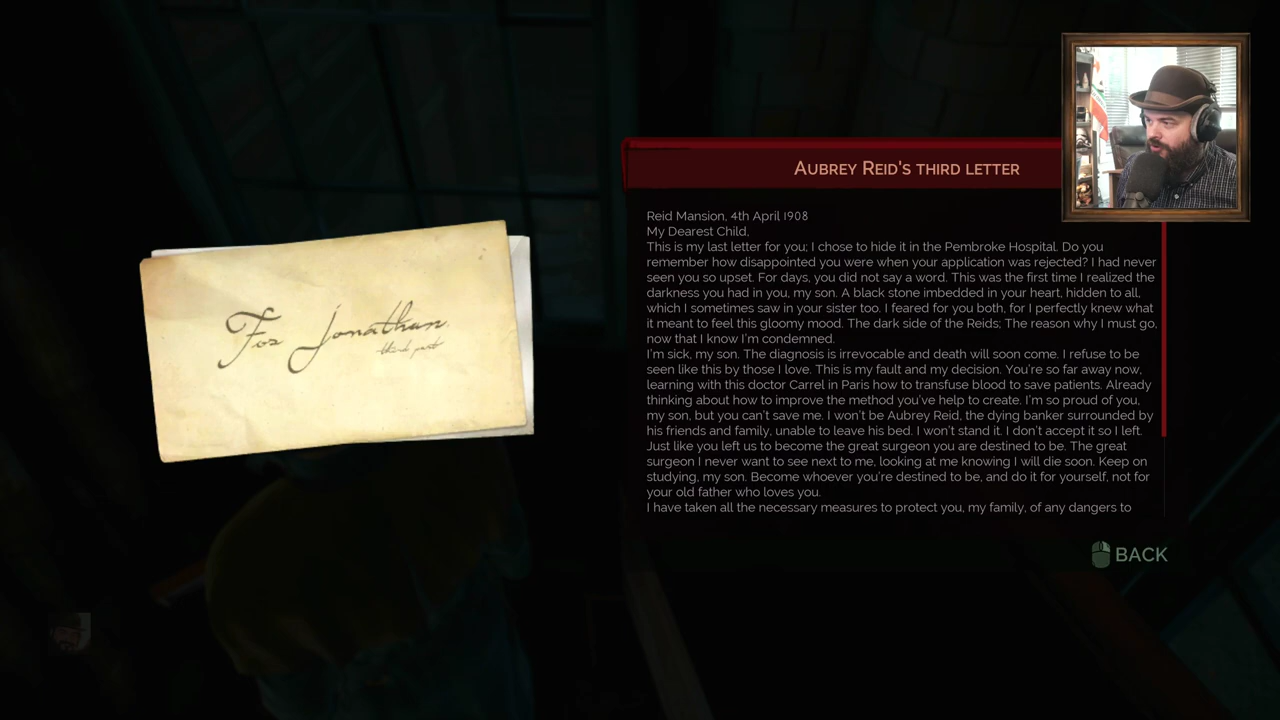 AUBREY REID'S THIRD LETTER
Reid Mansion, 4th April 1908
My Dearest Child,
This is my last letter for you; I chose to hide it in the Pembroke Hospital. Do you
remember how disappointed you were when your application was rejected? I had never
seen you so upset. For days, you did not say a word. This was the first time I realized the
darkness you had in you, my son. A black stone imbedded in your heart, hidden to all,
which I sometimes saw in your sister too. I feared for you both, for I perfectly knew what
it meant to feel this gloomy mood. The dark side of the Reids; The reason why I must go,
now that I know I'm condemned.
I'm sick, my son. The diagnosis is irrevocable and death will soon come. I refuse to be
seen like this by those I love. This is my fault and my decision. You're so far away now,
learning with this doctor Carrel in Paris how to transfuse blood to save patients. Already
thinking about how to improve the method you've help to create. I'm so proud of you,
my son, but you can't save me. I won't be Aubrey Reid, the dying banker surrounded by
his friends and family, unable to leave his bed. I won't stand it. I don't accept it so I left.
Just like you left us to become the great surgeon you are destined to be. The great
surgeon I never want to see next to me, looking at me knowing I will die soon. Keep on
studying, my son. Become whoever you're destined to be, and do it for yourself, not for
your old father who loves you.
I have taken all the necessary measures to protect you, my family, of any dangers to
For Jonathan
third part
BACK